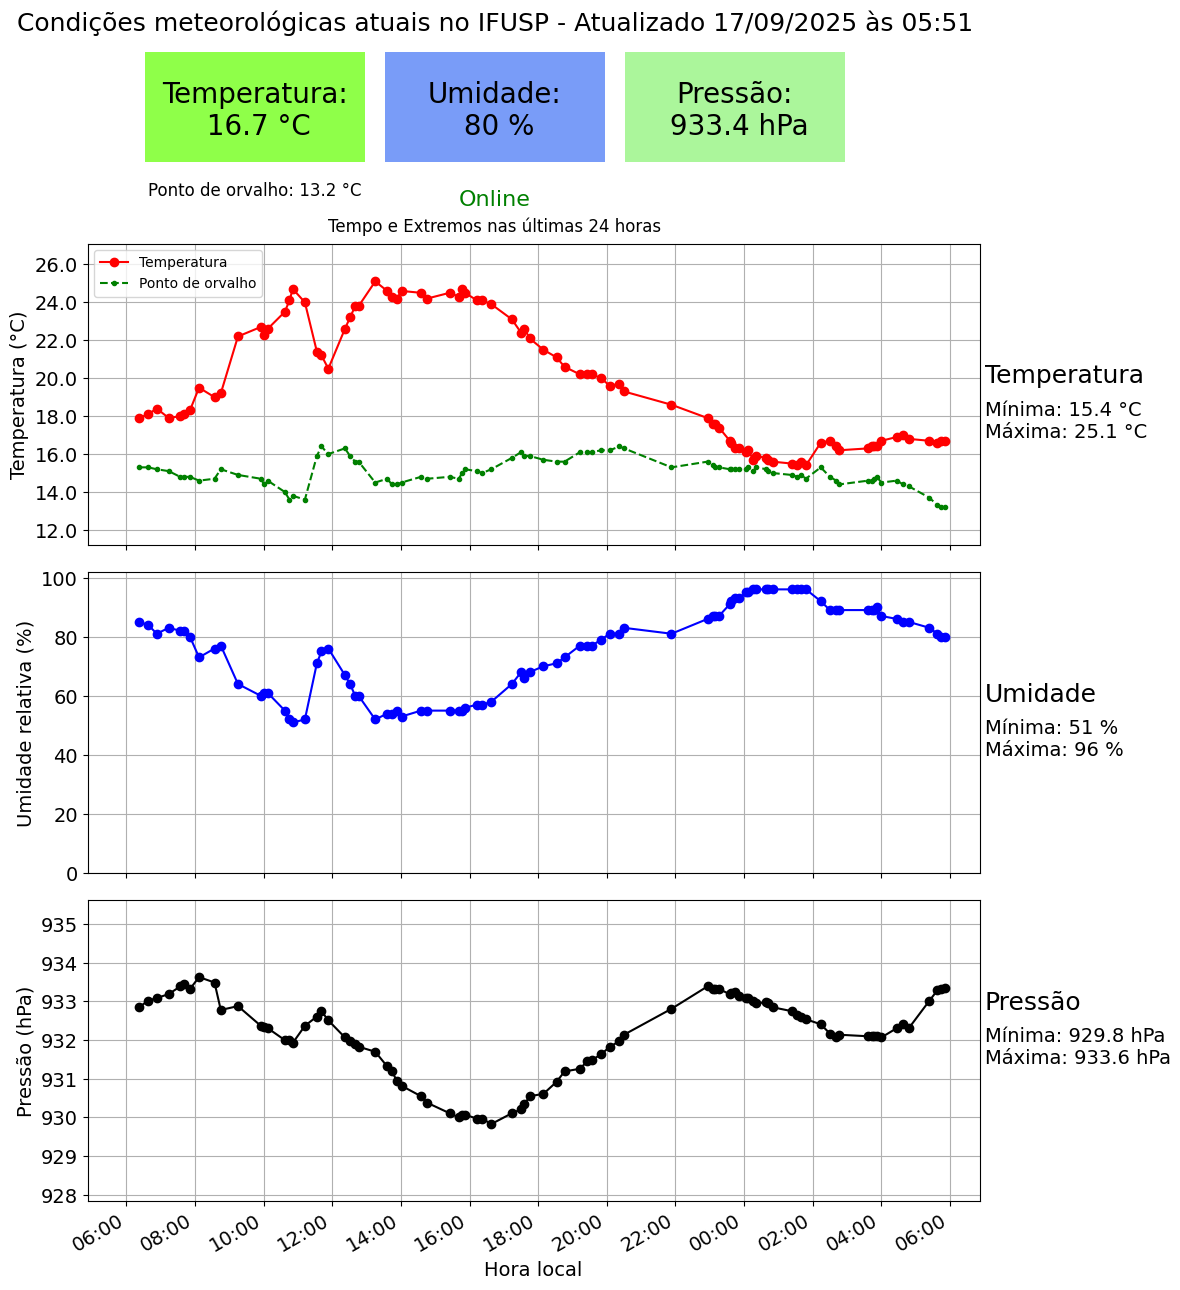 Condições meteorológicas atuais no IFUSP - Atualizado 17/09/2025 às 05:51
Temperatura:
16.7 °C
Umidade:
80 %
Pressão:
933.4 hPa
Ponto de orvalho: 13.2 °C
Online
Tempo e Extremos nas últimas 24 horas
Temperatura (°C)
26.0
24.0
22.0
20.0
18.0
16.0
14.0
12.0
Temperatura
Ponto de orvalho
Temperatura
Mínima: 15.4 °C
Máxima: 25.1 °C
Umidade relativa (%)
100
80
60
40
20
0
Umidade
Mínima: 51 %
Máxima: 96 %
Pressão (hPa)
935
934
933
932
931
930
929
928
Pressão
Mínima: 929.8 hPa
Máxima: 933.6 hPa
06:00 08:00 10:00 12:00 14:00 16:00 18:00 20:00 22:00 00:00 02:00 04:00 06:00
Hora local